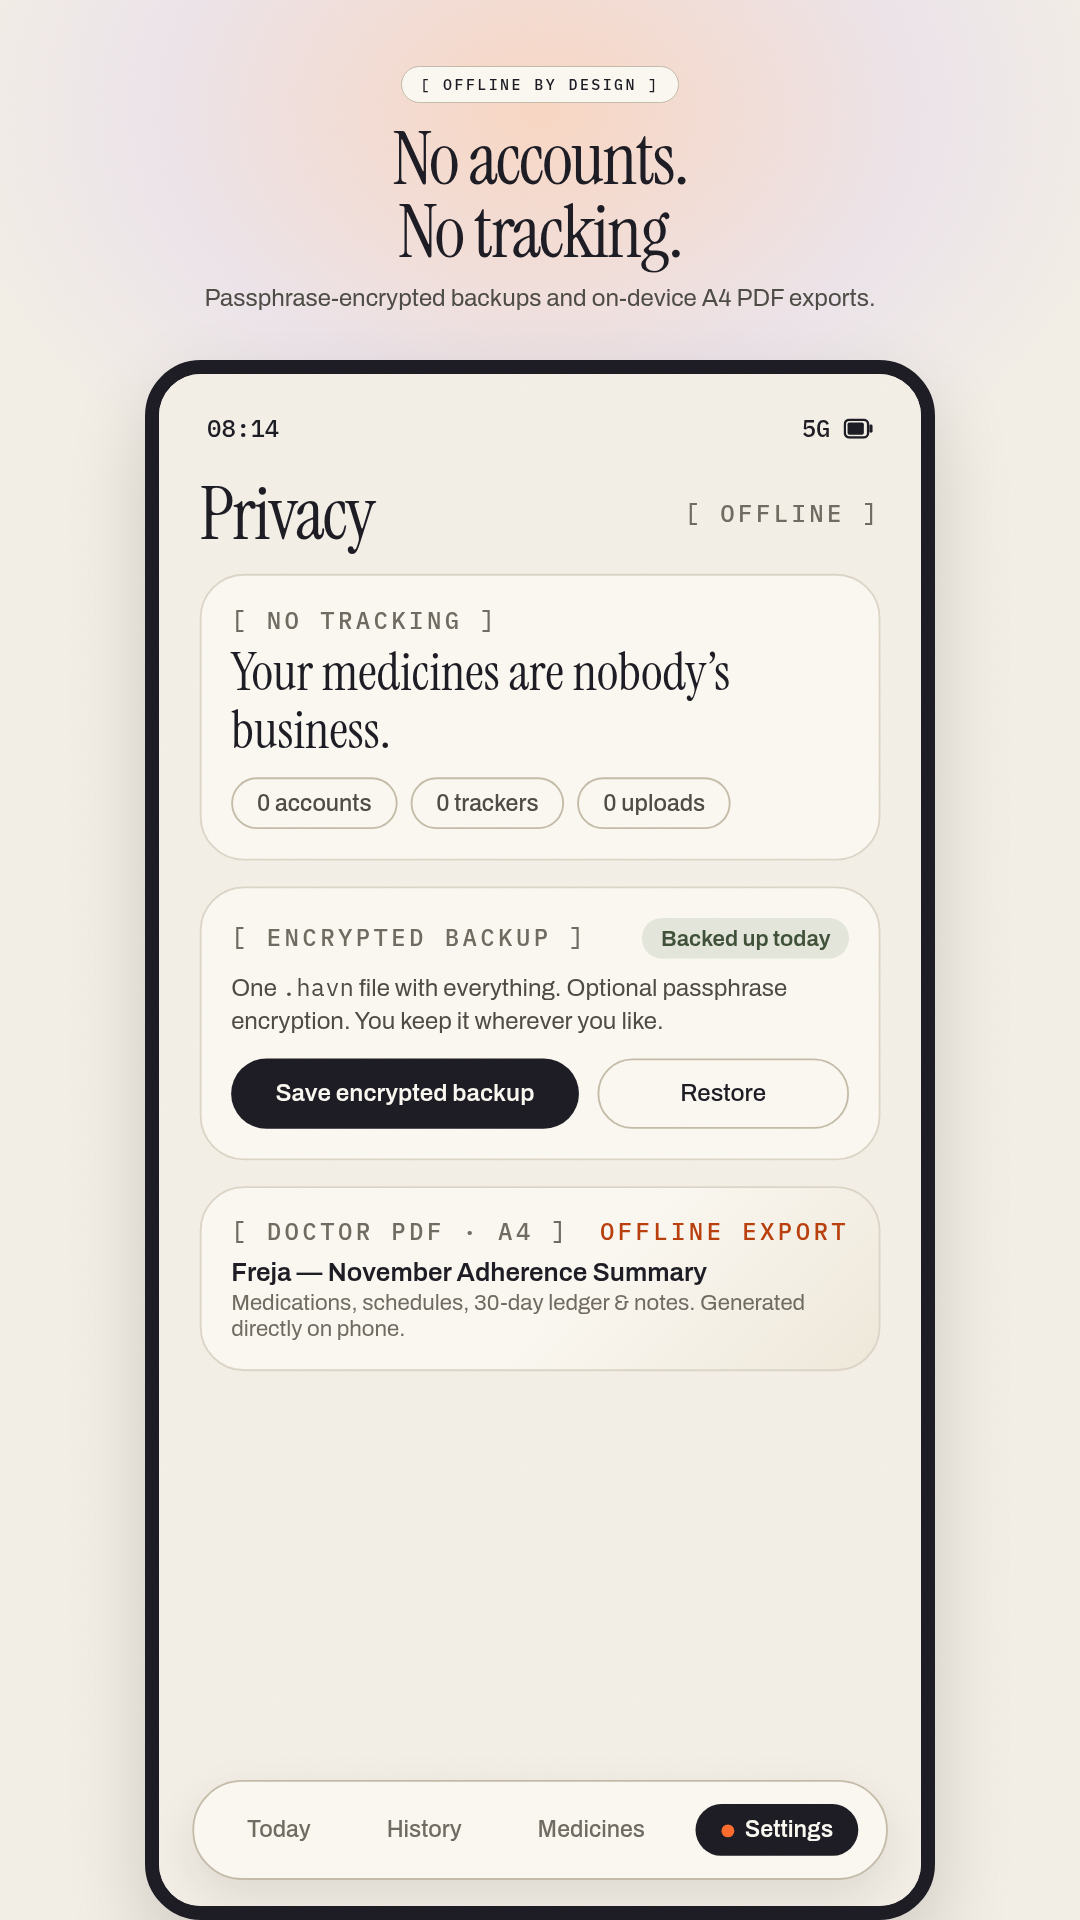 [ OFFLINE BY DESIGN ]
No accounts.
No tracking.
Passphrase-encrypted backups and on-device A4 PDF exports.
08:14
5G
Privacy
[ OFFLINE ]
[ NO TRACKING ]
Your medicines are nobody’s
business.
0 accounts
0 trackers
0 uploads
[ ENCRYPTED BACKUP ]
Backed up today
One .havn file with everything. Optional passphrase
encryption. You keep it wherever you like.
Save encrypted backup
Restore
[ DOCTOR PDF · A4 ]
OFFLINE EXPORT
Freja — November Adherence Summary
Medications, schedules, 30-day ledger & notes. Generated
directly on phone.
Today
History
Medicines
Settings